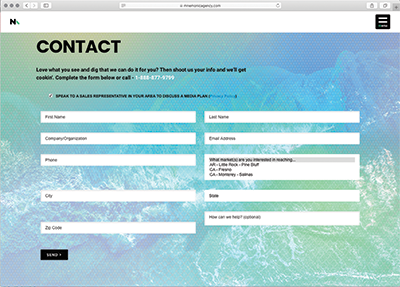 mnemonicagency.com
N
MENU
CONTACT
Love what you see and dig that we can do it for you? Then shoot us your info and we'll get
cookin'. Complete the form below or call - 1-888-877-9799
SPEAK TO A SALES REPRESENTATIVE IN YOUR AREA TO DISCUSS A MEDIA PLAN (Privacy Policy)
First Name
Last Name
Company/Organization
Email Address
Phone
What market(s) are you interested in reaching...
AR - Little Rock - Pine Bluff
CA - Fresno
CA - Monterey - Salinas
City
State
How can we help? (optional)
Zip Code
SEND >